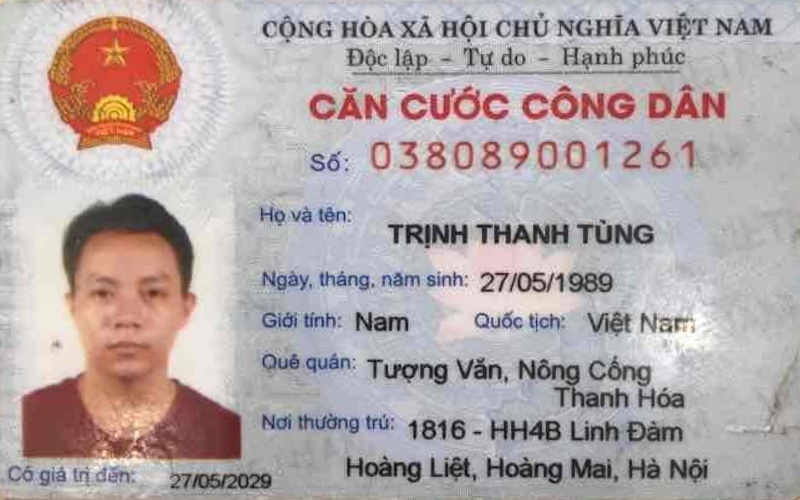 CỘNG HÒA XÃ HỘI CHỦ NGHĨA VIỆT NAM
Độc lập - Tự do - Hạnh phúc
CĂN CƯỚC CÔNG DÂN
Số: 038089001261
Họ và tên:
TRỊNH THANH TÙNG
Ngày, tháng, năm sinh: 27/05/1989
Giới tính: Nam Quốc tịch: Việt Nam
Quê quán: Tượng Văn, Nông Cống
Thanh Hóa
Nơi thường trú: 1816 - HH4B Linh Đàm
Hoàng Liệt, Hoàng Mai, Hà Nội
Có giá trị đến: 27/05/2029
VIỆT NAM